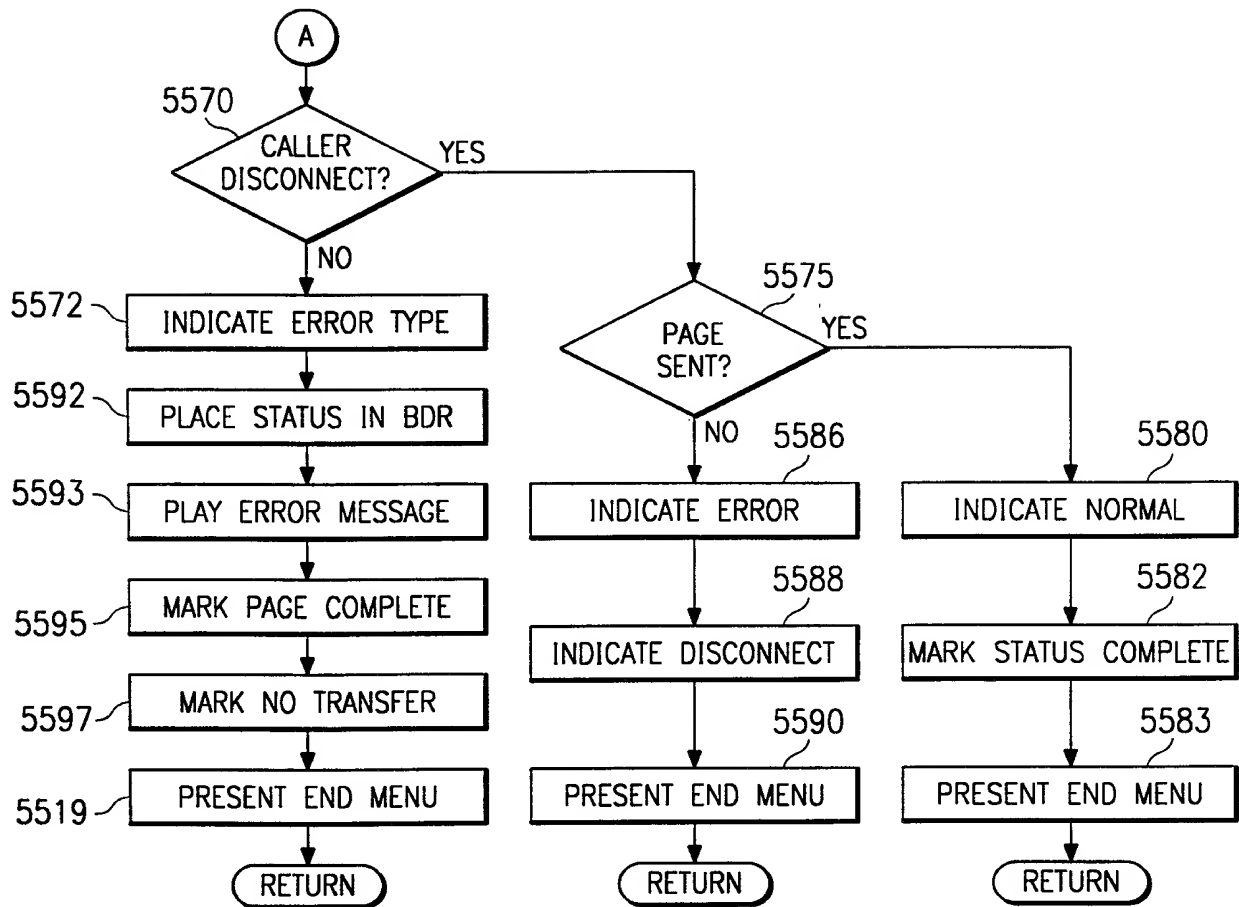 A
5570
CALLER
DISCONNECT?
YES
NO
5572
INDICATE ERROR TYPE
5592
PLACE STATUS IN BDR
5593
PLAY ERROR MESSAGE
5595
MARK PAGE COMPLETE
5597
MARK NO TRANSFER
5519
PRESENT END MENU
RETURN
5575
PAGE
SENT?
YES
NO
5586
INDICATE ERROR
5588
INDICATE DISCONNECT
5590
PRESENT END MENU
RETURN
5580
INDICATE NORMAL
5582
MARK STATUS COMPLETE
5583
PRESENT END MENU
RETURN